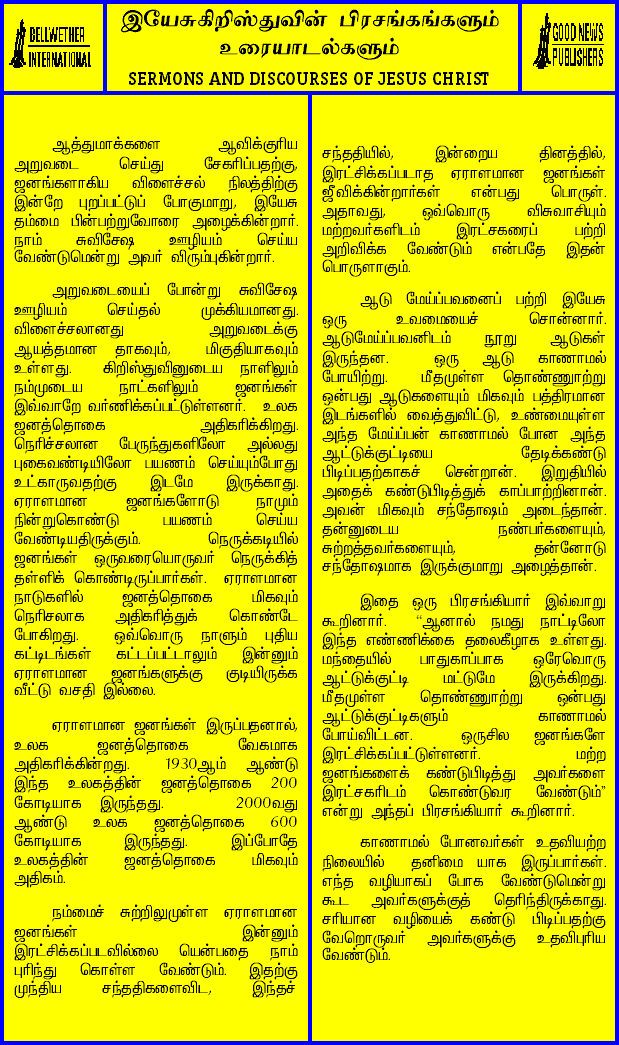 BELLWETHER
INTERNATIONAL
இயேசுகிறிஸ்துவின் பிரசங்கங்களும்
உரையாடல்களும்
SERMONS AND DISCOURSES OF JESUS CHRIST
GOOD NEWS
PUBLISHERS
ஆத்துமாக்களை ஆவிக்குரிய
அறுவடை செய்து சேகரிப்பதற்கு,
ஜனங்களாகிய விளைச்சல் நிலத்திற்கு
இன்றே புறப்பட்டுப் போகுமாறு, இயேசு
தம்மை பின்பற்றுவோரை அழைக்கின்றார்.
நாம் சுவிசேஷ ஊழியம் செய்ய
வேண்டுமென்று அவர் விரும்புகின்றார்.
அறுவடையைப் போன்று சுவிசேஷ
ஊழியம் செய்தல் முக்கியமானது.
விளைச்சலானது அறுவடைக்கு
ஆயத்தமான தாகவும், மிகுதியாகவும்
உள்ளது. கிறிஸ்துவினுடைய நாளிலும்
நம்முடைய நாட்களிலும் ஜனங்கள்
இவ்வாறே வர்ணிக்கப்பட்டுள்ளனர். உலக
ஜனத்தொகை அதிகரிக்கிறது.
நெரிச்சலான பேருந்துகளிலோ அல்லது
புகைவண்டியிலோ பயணம் செய்யும்போது
உட்காருவதற்கு இடமே இருக்காது.
ஏராளமான ஜனங்களோடு நாமும்
நின்றுகொண்டு பயணம் செய்ய
வேண்டியதிருக்கும். நெருக்கடியில்
ஜனங்கள் ஒருவரையொருவர் நெருக்கித்
தள்ளிக் கொண்டிருப்பார்கள். ஏராளமான
நாடுகளில் ஜனத்தொகை மிகவும்
நெரிசலாக அதிகரித்துக் கொண்டே
போகிறது. ஒவ்வொரு நாளும் புதிய
கட்டிடங்கள் கட்டப்பட்டாலும் இன்னும்
ஏராளமான ஜனங்களுக்கு குடியிருக்க
வீட்டு வசதி இல்லை.
ஏராளமான ஜனங்கள் இருப்பதனால்,
உலக ஜனத்தொகை வேகமாக
அதிகரிக்கின்றது. 1930ஆம் ஆண்டு
இந்த உலகத்தின் ஜனத்தொகை 200
கோடியாக இருந்தது. 2000வது
ஆண்டு உலக ஜனத்தொகை 600
கோடியாக இருந்தது. இப்போதே
உலகத்தின் ஜனத்தொகை மிகவும்
அதிகம்.
நம்மைச் சுற்றிலுமுள்ள ஏராளமான
ஜனங்கள் இன்னும்
இரட்சிக்கப்படவில்லை யென்பதை நாம்
புரிந்து கொள்ள வேண்டும். இதற்கு
முந்திய சந்ததிகளைவிட, இந்தச்
சந்ததியில், இன்றைய தினத்தில்,
இரட்சிக்கப்படாத ஏராளமான ஜனங்கள்
ஜீவிக்கின்றார்கள் என்பது பொருள்.
அதாவது, ஒவ்வொரு விசுவாசியும்
மற்றவர்களிடம் இரட்சகரைப் பற்றி
அறிவிக்க வேண்டும் என்பதே இதன்
பொருளாகும்.
ஆடு மேய்ப்பவனைப் பற்றி இயேசு
ஒரு உவமையைச் சொன்னார்.
ஆடுமேய்ப்பவனிடம் நூறு ஆடுகள்
இருந்தன. ஒரு ஆடு காணாமல்
போயிற்று. மீதமுள்ள தொண்ணூற்று
ஒன்பது ஆடுகளையும் மிகவும் பத்திரமான
இடங்களில் வைத்துவிட்டு, உண்மையுள்ள
அந்த மேய்ப்பன் காணாமல் போன அந்த
ஆட்டுக்குட்டியை தேடிக்கண்டு
பிடிப்பதற்காகச் சென்றான். இறுதியில்
அதைக் கண்டுபிடித்துக் காப்பாற்றினான்.
அவன் மிகவும் சந்தோஷம் அடைந்தான்.
தன்னுடைய நண்பர்களையும்,
சுற்றத்தவர்களையும், தன்னோடு
சந்தோஷமாக இருக்குமாறு அழைத்தான்.
இதை ஒரு பிரசங்கியார் இவ்வாறு
கூறினார். “ஆனால் நமது நாட்டிலோ
இந்த எண்ணிக்கை தலைகீழாக உள்ளது.
மந்தையில் பாதுகாப்பாக ஒரேவொரு
ஆட்டுக்குட்டி மட்டுமே இருக்கிறது.
மீதமுள்ள தொண்ணூற்று ஒன்பது
ஆட்டுக்குட்டிகளும் காணாமல்
போய்விட்டன. ஒருசில ஜனங்களே
இரட்சிக்கப்பட்டுள்ளனர். மற்ற
ஜனங்களைக் கண்டுபிடித்து அவர்களை
இரட்சகரிடம் கொண்டுவர வேண்டும்”
என்று அந்தப் பிரசங்கியார் கூறினார்.
காணாமல் போனவர்கள் உதவியற்ற
நிலையில் தனிமை யாக இருப்பார்கள்.
எந்த வழியாகப் போக வேண்டுமென்று
கூட அவர்களுக்குத் தெரிந்திருக்காது.
சரியான வழியைக் கண்டு பிடிப்பதற்கு
வேறொருவர் அவர்களுக்கு உதவிபுரிய
வேண்டும்.